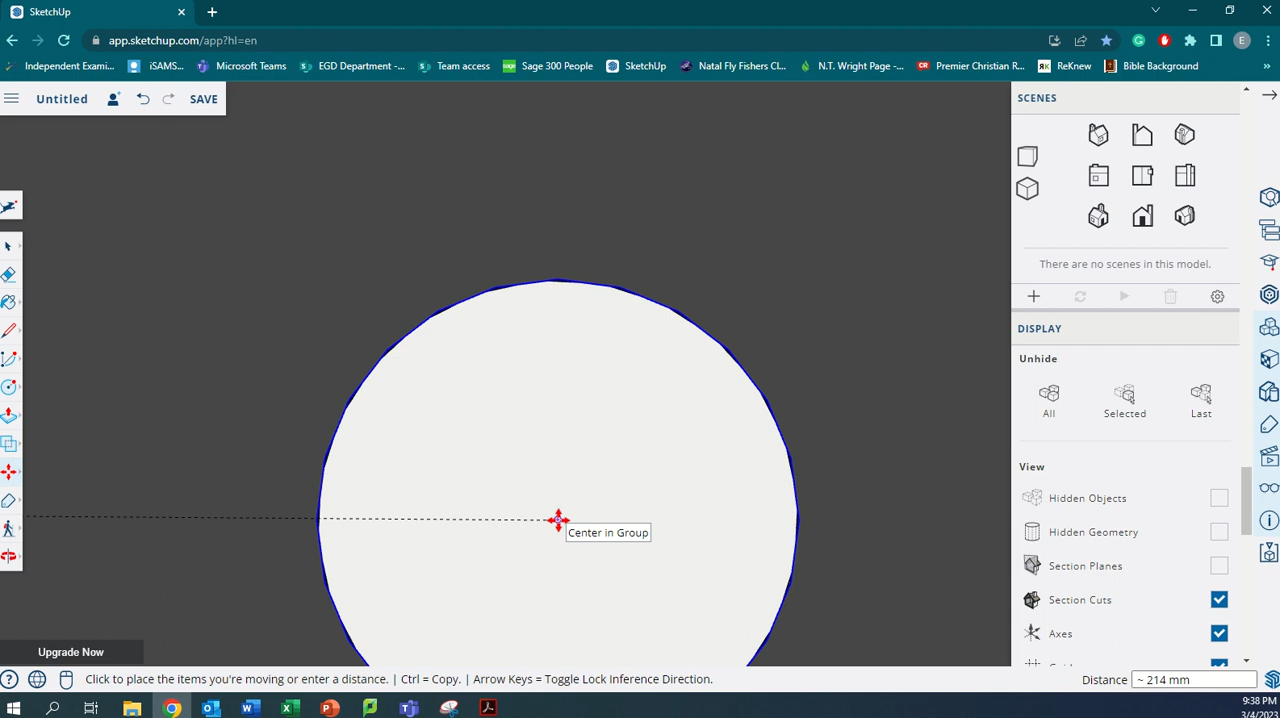 SketchUp
app.sketchup.com/app?hl=en
E
Independent Exami...
iSAMS...
Microsoft Teams
EGD Department -...
Team access
sage
Sage 300 People
SketchUp
Natal Fly Fishers Cl...
N.T. Wright Page -...
CR
Premier Christian R...
RK
ReKnew
Bible Background
»
Untitled
SAVE
SCENES
There are no scenes in this model.
DISPLAY
Unhide
All
Selected
Last
View
Hidden Objects
Hidden Geometry
Section Planes
Section Cuts
Axes
Center in Group
Upgrade Now
Click to place the items you're moving or enter a distance. | Ctrl = Copy. | Arrow Keys = Toggle Lock Inference Direction.
Distance
~ 214 mm
9:38 PM
3/4/2023